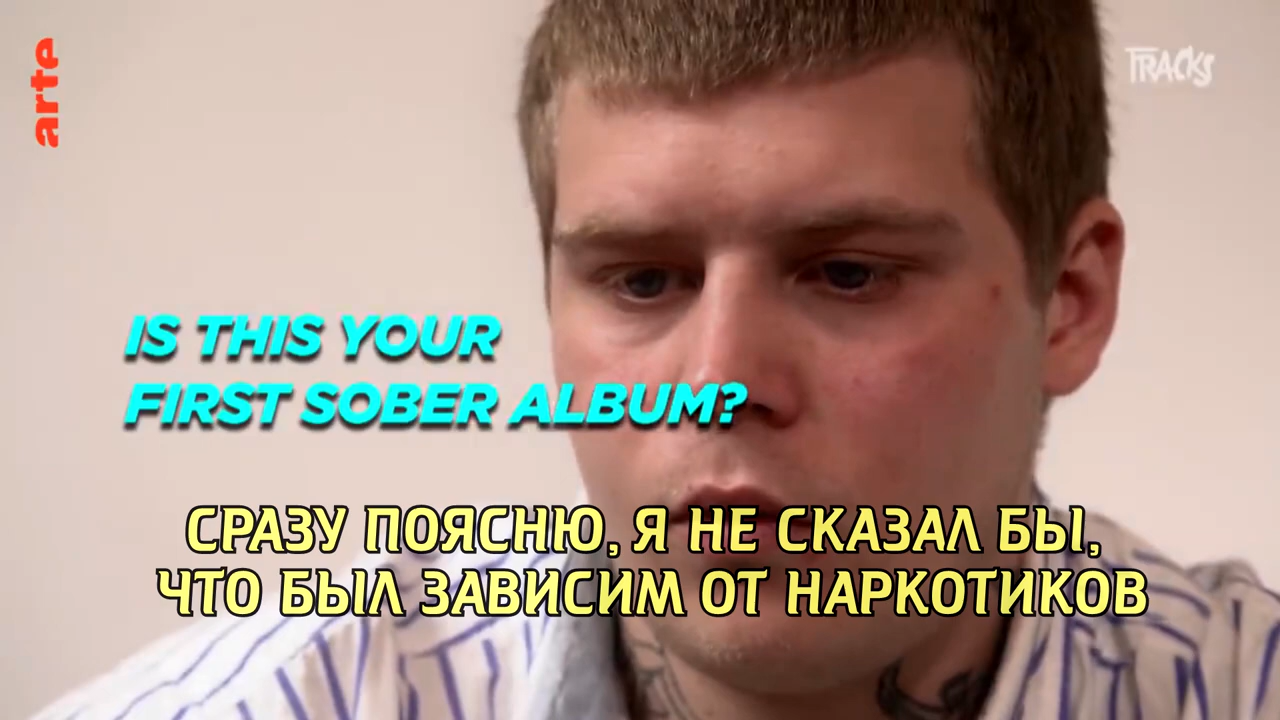 arte
TRACKS
IS THIS YOUR
FIRST SOBER ALBUM?
СРАЗУ ПОЯСНЮ, Я НЕ СКАЗАЛ БЫ,
ЧТО БЫЛ ЗАВИСИМ ОТ НАРКОТИКОВ